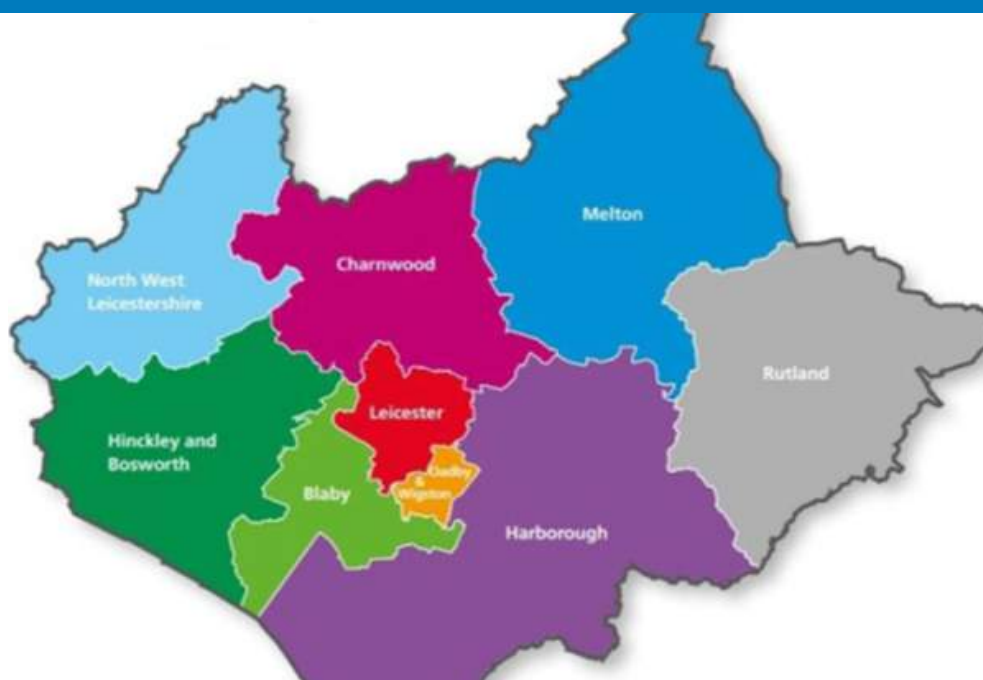 Melton
Charnwood
North West
Leicestershire
Rutland
Leicester
Hinckley and
Bosworth
Blaby
Oadby
&
Wigston
Harborough